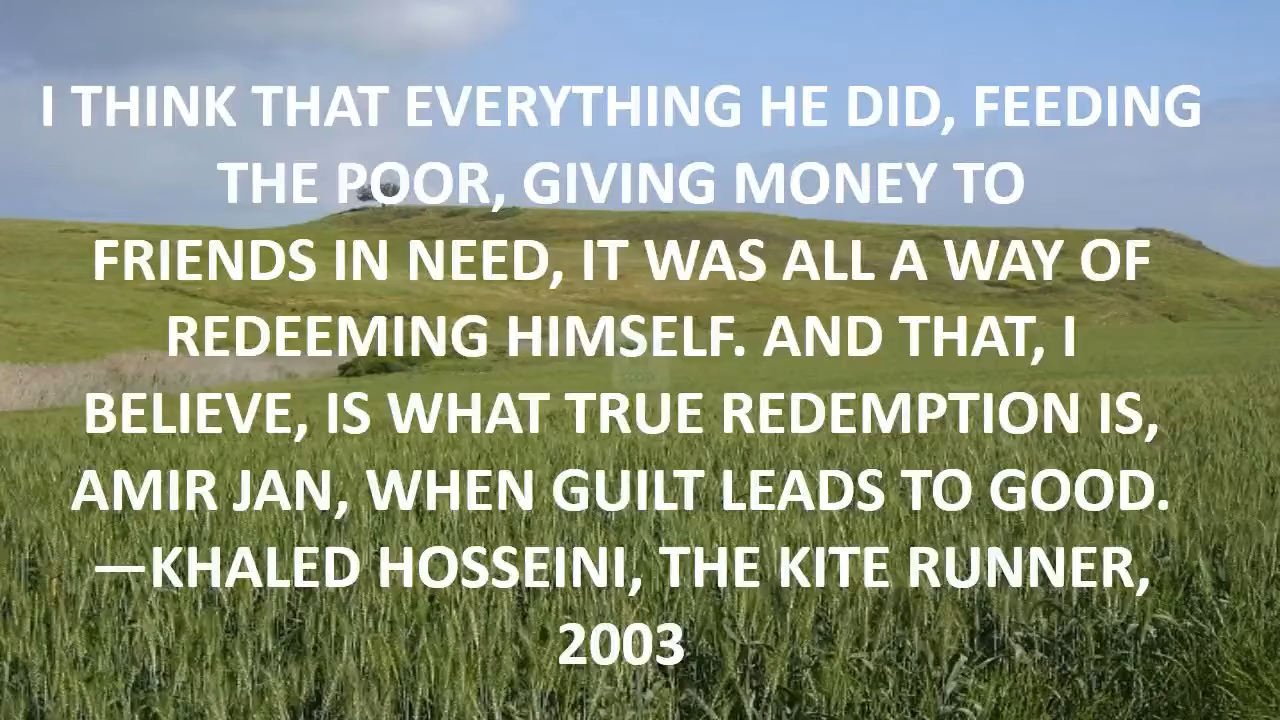 I THINK THAT EVERYTHING HE DID, FEEDING
THE POOR, GIVING MONEY TO
FRIENDS IN NEED, IT WAS ALL A WAY OF
REDEEMING HIMSELF. AND THAT, I
BELIEVE, IS WHAT TRUE REDEMPTION IS,
AMIR JAN, WHEN GUILT LEADS TO GOOD.
—KHALED HOSSEINI, THE KITE RUNNER,
2003